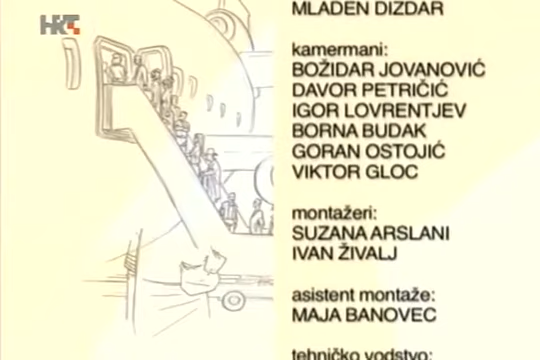 HRT
MLADEN DIZDAR
kamermani:
BOŽIDAR JOVANOVIĆ
DAVOR PETRIČIĆ
IGOR LOVRENTJEV
BORNA BUDAK
GORAN OSTOJIĆ
VIKTOR GLOC
montažeri:
SUZANA ARSLANI
IVAN ŽIVALJ
asistent montaže:
MAJA BANOVEC
tehničko vodstvo: